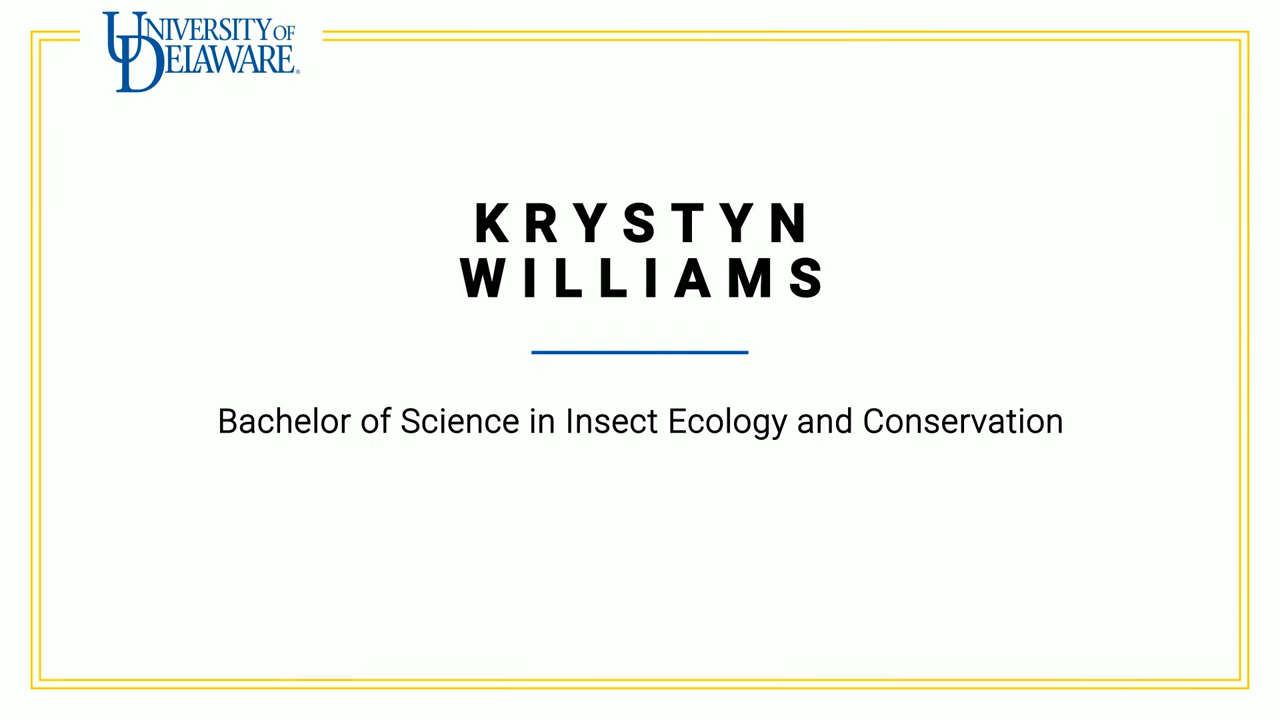 UNIVERSITY OF
DELAWARE
KRYSTYN
WILLIAMS
Bachelor of Science in Insect Ecology and Conservation